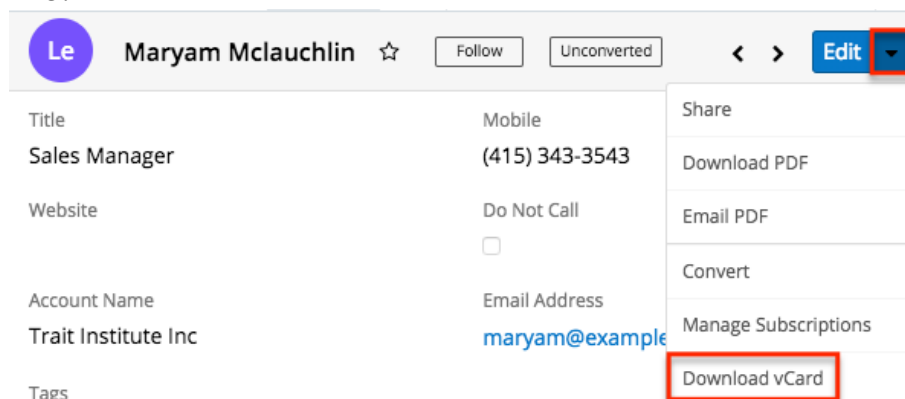 Le Maryam Mclauchlin Follow Unconverted Edit
Title Mobile Share
Sales Manager (415) 343-3543 Download PDF
Website Do Not Call Email PDF
Convert
Account Name Email Address
Trait Institute Inc maryam@example Manage Subscriptions
Tags Download vCard